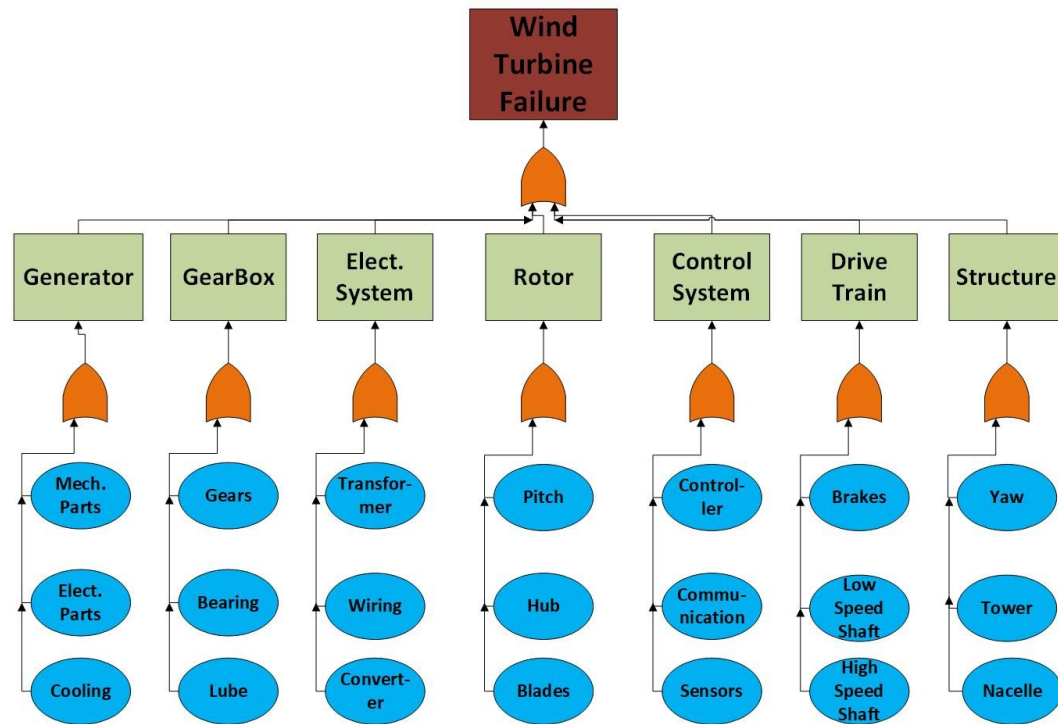 Wind
Turbine
Failure
Generator
GearBox
Elect.
System
Rotor
Control
System
Drive
Train
Structure
Mech.
Parts
Gears
Transfor-
mer
Pitch
Control-
ler
Brakes
Yaw
Elect.
Parts
Bearing
Wiring
Hub
Commu-
nication
Low
Speed
Shaft
Tower
Cooling
Lube
Convert-
er
Blades
Sensors
High
Speed
Shaft
Nacelle